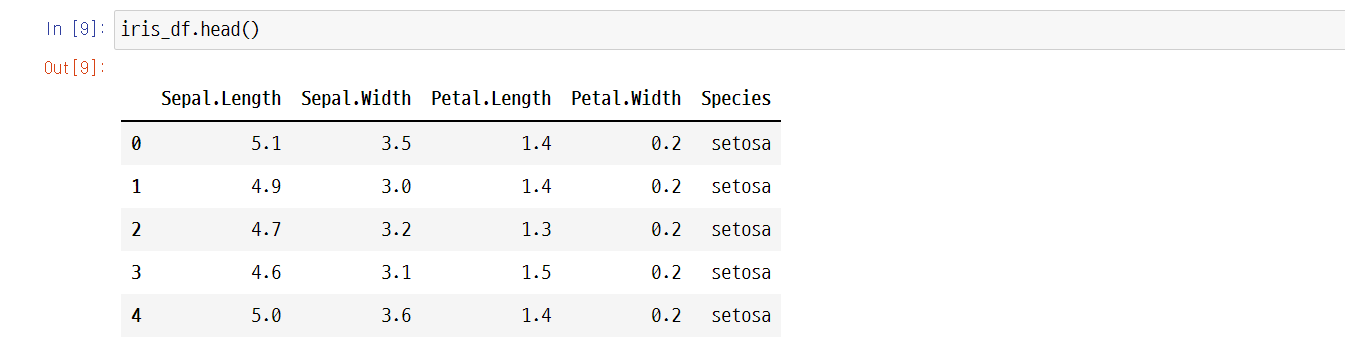 In [9]: iris_df.head()
Out[9]:
Sepal.Length Sepal.Width Petal.Length Petal.Width Species
0 5.1 3.5 1.4 0.2 setosa
1 4.9 3.0 1.4 0.2 setosa
2 4.7 3.2 1.3 0.2 setosa
3 4.6 3.1 1.5 0.2 setosa
4 5.0 3.6 1.4 0.2 setosa